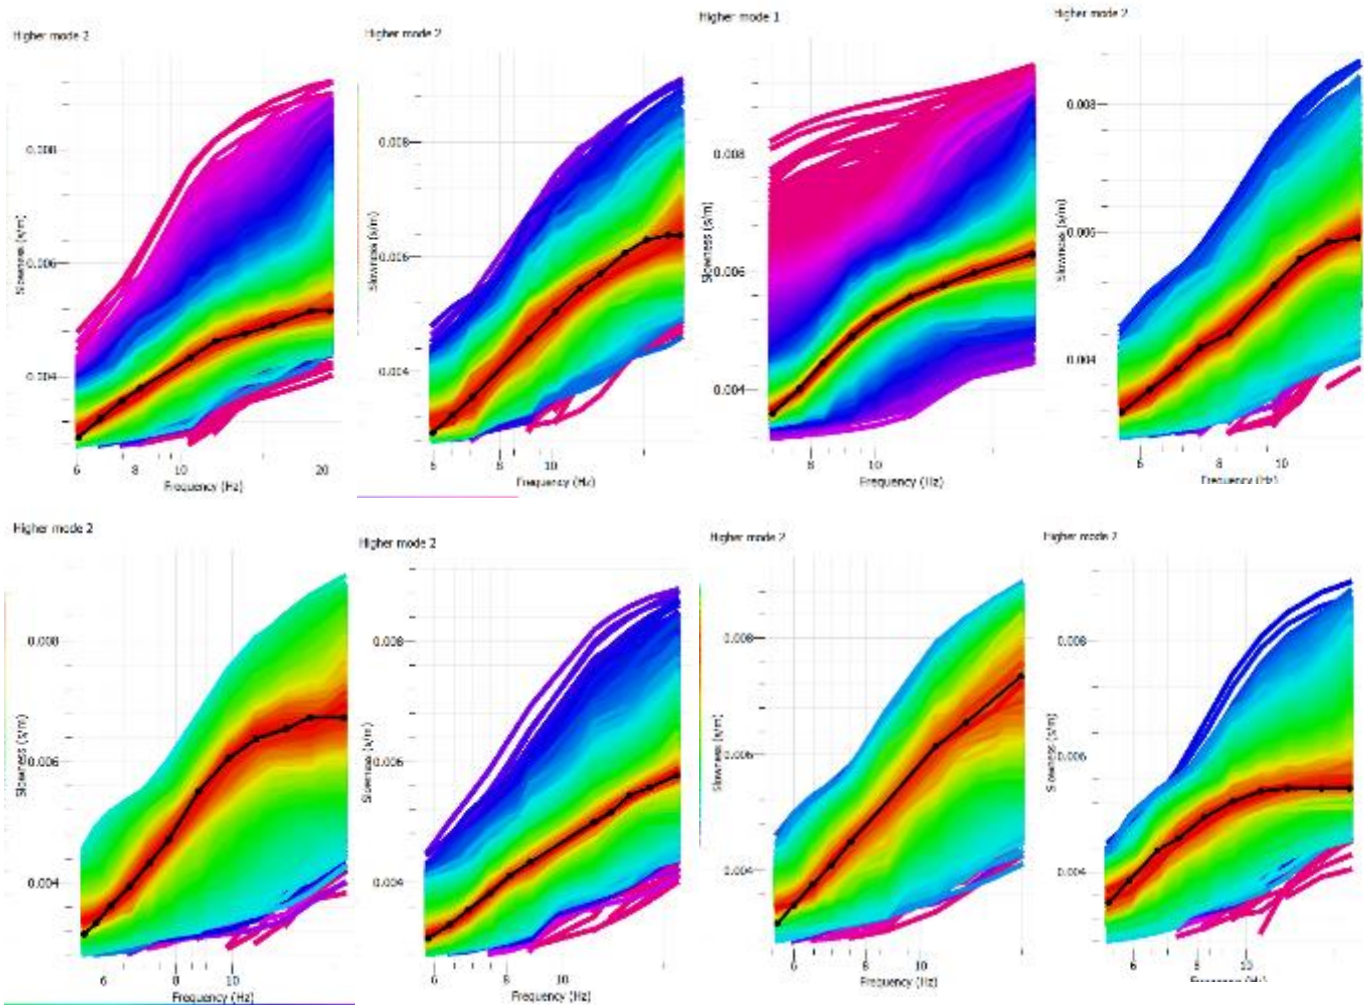 Higher mode 2
0.008
0.006
0.004
Slowness (s/m)
6
8
10
20
Frequency (Hz)
Higher mode 2
0.008
0.006
0.004
Slowness (s/m)
6
8
10
Frequency (Hz)
Higher mode 1
0.008
0.006
0.004
Slowness (s/m)
8
10
Frequency (Hz)
Higher mode 2
0.008
0.006
0.004
Slowness (s/m)
6
8
10
Frequency (Hz)
Higher mode 2
0.008
0.006
0.004
Slowness (s/m)
6
8
10
Frequency (Hz)
Higher mode 2
0.008
0.006
0.004
Slowness (s/m)
6
8
10
Frequency (Hz)
Higher mode 2
0.008
0.006
0.004
Slowness (s/m)
6
8
10
Frequency (Hz)
Higher mode 2
0.008
0.006
0.004
Slowness (s/m)
6
8
10